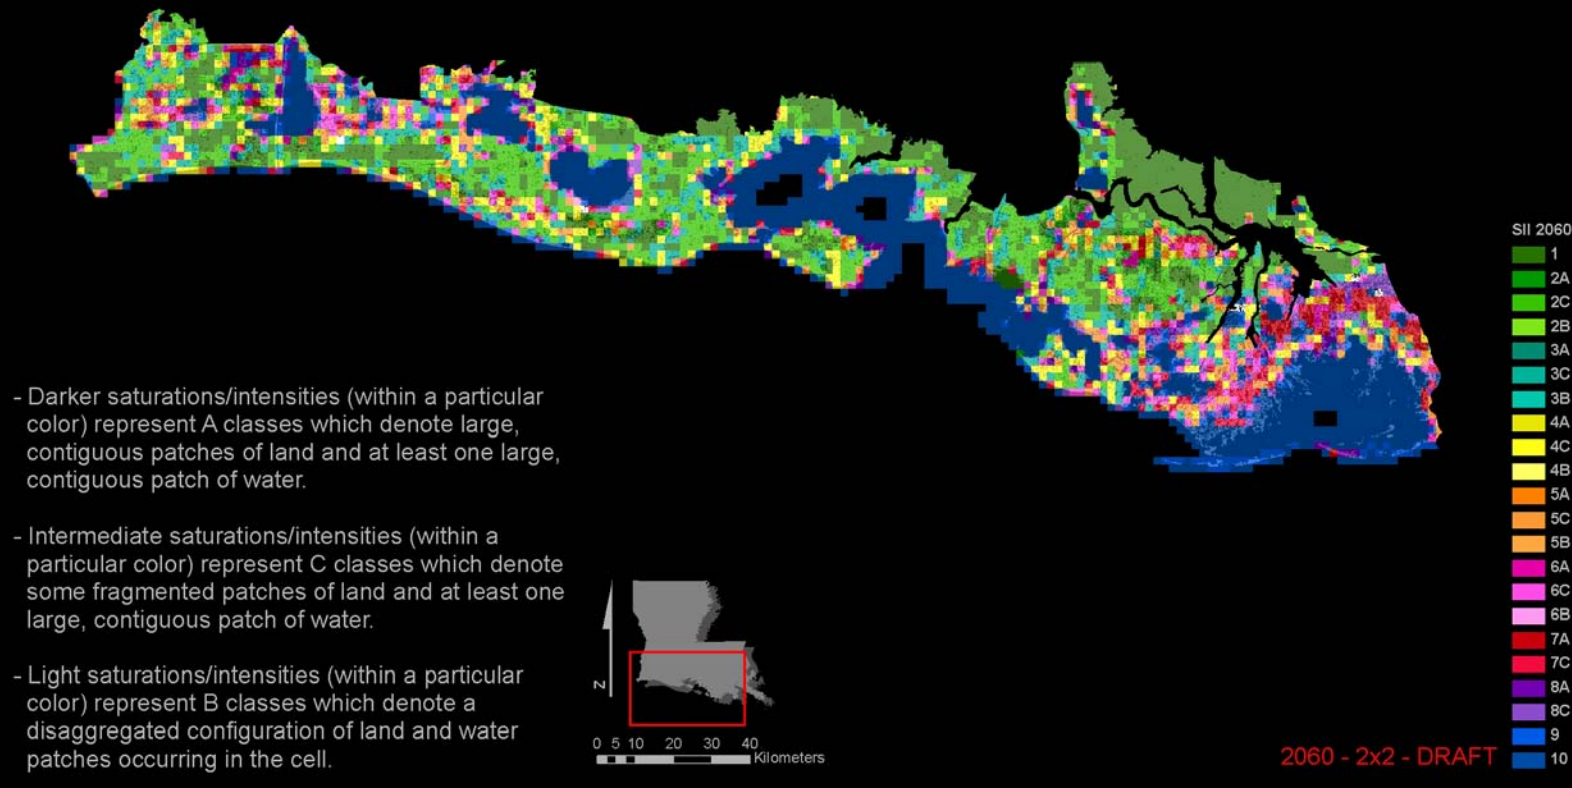 SII 2060
1
2A
2C
2B
3A
3C
3B
4A
4C
4B
5A
5C
5B
6A
6C
6B
7A
7C
8A
8C
9
10
- Darker saturations/intensities (within a particular
color) represent A classes which denote large,
contiguous patches of land and at least one large,
contiguous patch of water.
- Intermediate saturations/intensities (within a
particular color) represent C classes which denote
some fragmented patches of land and at least one
large, contiguous patch of water.
- Light saturations/intensities (within a particular
color) represent B classes which denote a
disaggregated configuration of land and water
patches occurring in the cell.
N
0 5 10 20 30 40
Kilometers
2060 - 2x2 - DRAFT